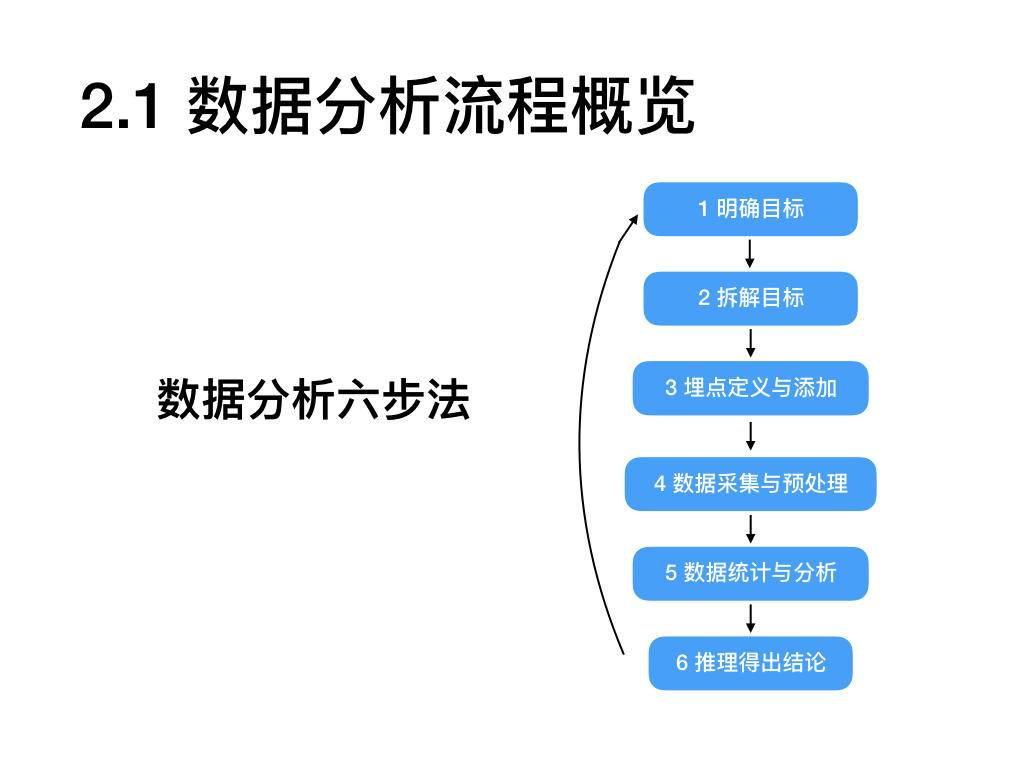 2.1 数据分析流程概览
数据分析六步法
1 明确目标
2 拆解目标
3 埋点定义与添加
4 数据采集与预处理
5 数据统计与分析
6 推理得出结论